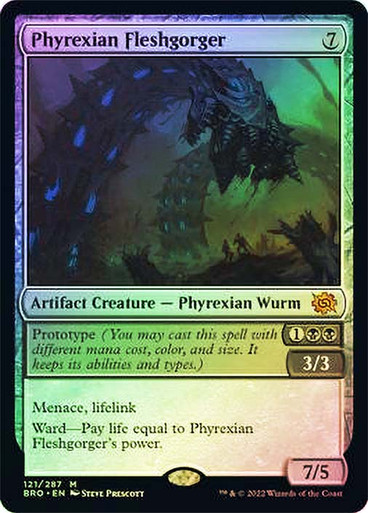 Phyrexian Fleshgorger 7
Artifact Creature — Phyrexian Wurm
Prototype (You may cast this spell with 1
different mana cost, color, and size. It
keeps its abilities and types.) 3/3
Menace, lifelink
Ward—Pay life equal to Phyrexian
Fleshgorger's power.
7/5
121/287 M
BRO • EN Steve Prescott ™ & © 2022 Wizards of the Coast